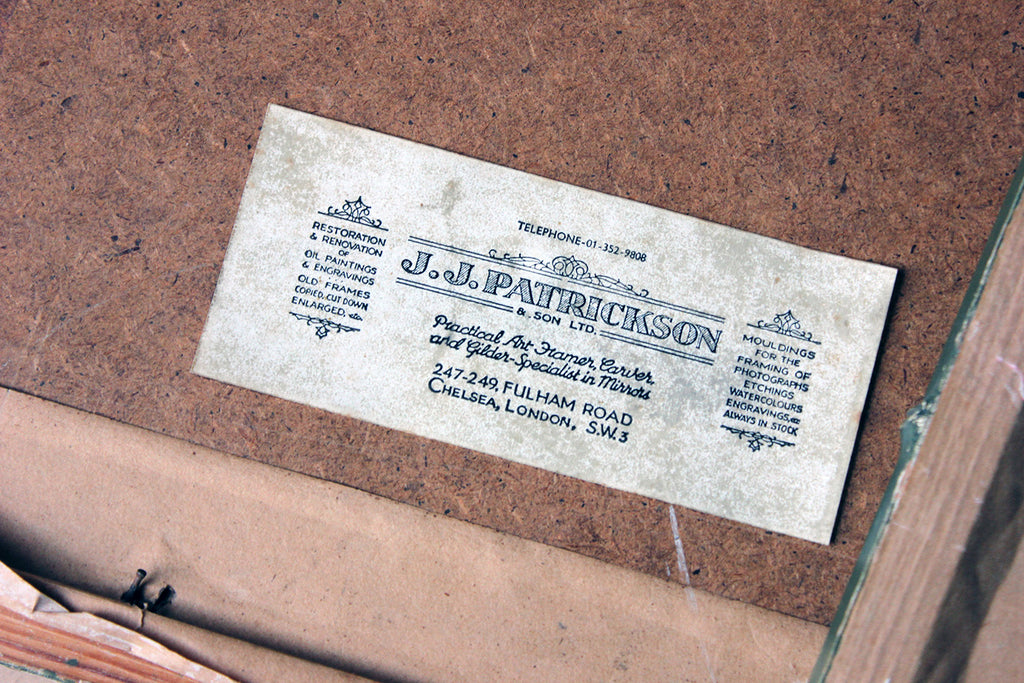 TELEPHONE-01-352-9808
RESTORATION
& RENOVATION
OF
OIL PAINTINGS
& ENGRAVINGS
OLD FRAMES
COPIED, CUT DOWN
ENLARGED, etc
J.J. PATRICKSON
& SON LTD.
Practical Art Framer, Carver,
and Gilder-Specialist in Mirrors
247-249, FULHAM ROAD
CHELSEA, LONDON, S.W.3
MOULDINGS
FOR THE
FRAMING OF
PHOTOGRAPHS
ETCHINGS
WATERCOLOURS
ENGRAVINGS, etc
ALWAYS IN STOCK